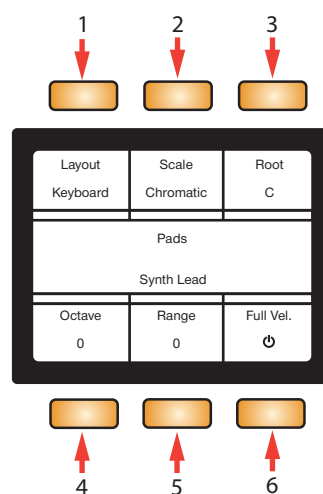 1 2 3
Layout Scale Root
Keyboard Chromatic C
Pads
Synth Lead
Octave Range Full Vel.
0 0
4 5 6